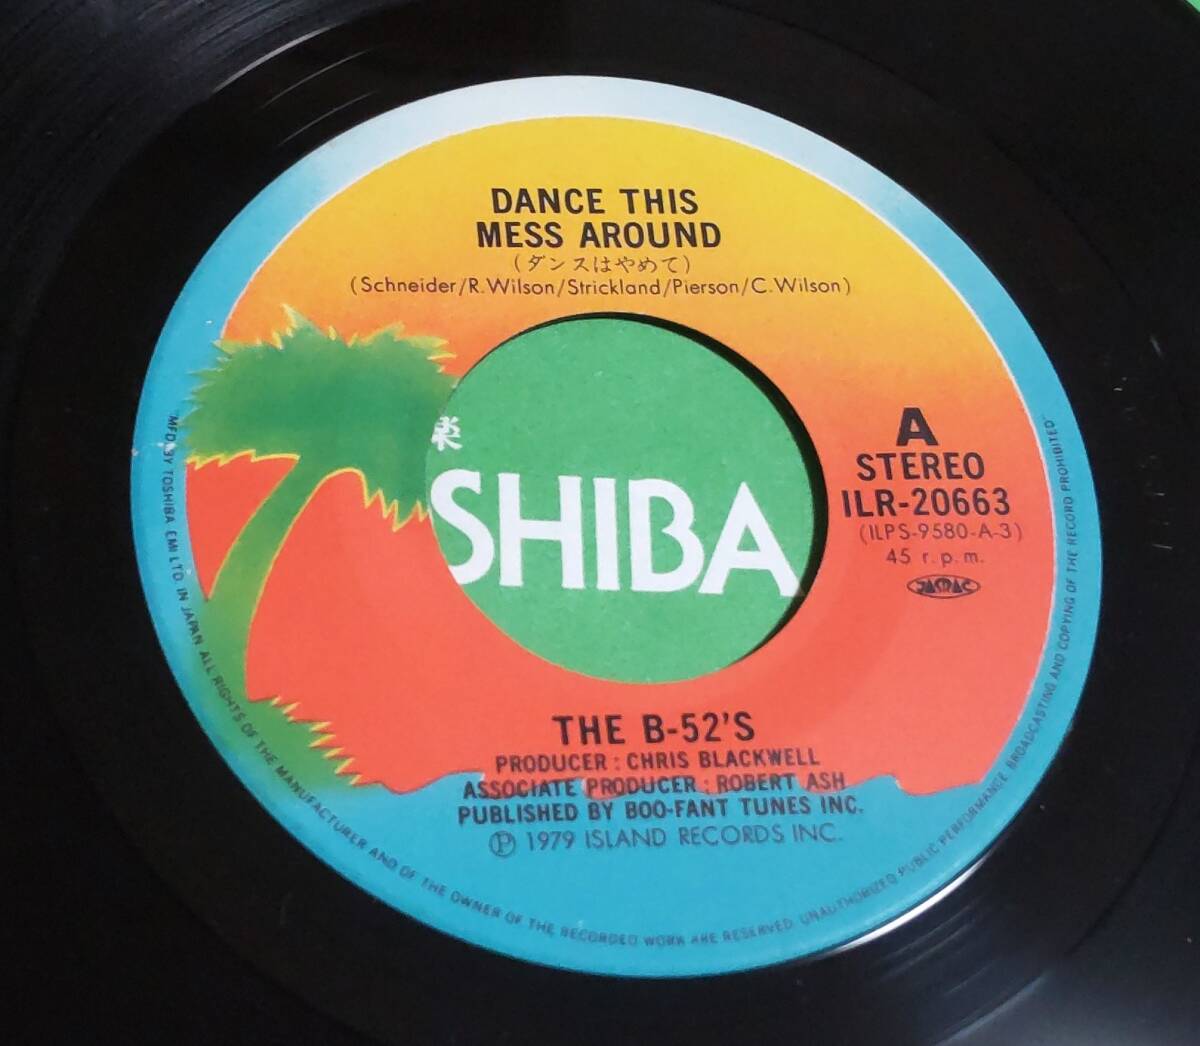 DANCE THIS
MESS AROUND
(ダンスはやめて)
(Schneider/R.Wilson/Strickland/Pierson/C.Wilson)
楽
SHIBA
A
STEREO
ILR-20663
(ILPS-9580-A-3)
45 r.p.m.
JASRAC
THE B-52'S
PRODUCER : CHRIS BLACKWELL
ASSOCIATE PRODUCER : ROBERT ASH
PUBLISHED BY BOO-FANT TUNES INC.
Ⓟ 1979 ISLAND RECORDS INC.
"MFD. BY TOSHIBA EMI LTD. IN JAPAN ALL RIGHTS OF THE MANUFACTURER AND OF THE OWNER OF THE RECORDED WORK ARE RESERVED. UNAUTHORIZED PUBLIC PERFORMANCE BROADCASTING AND COPYING OF THE RECORD PROHIBITED"